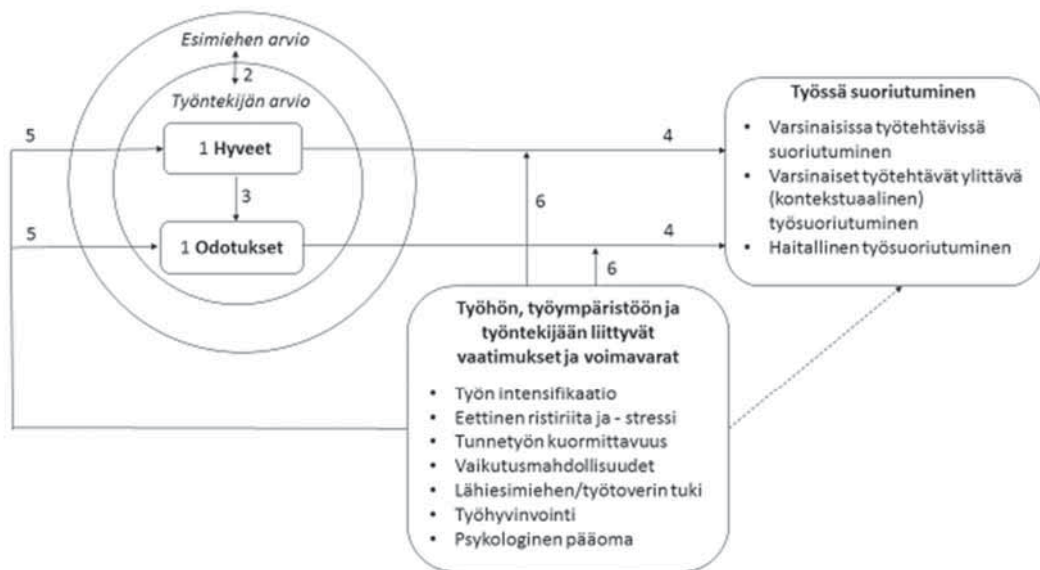 Esimiehen arvio
2
Työntekijän arvio
5
1 Hyveet
4
3
5
1 Odotukset
4
6
6
Työssä suoriutuminen
• Varsinaisissa työtehtävissä
suoriutuminen
• Varsinaiset työtehtävät ylittävä
(kontekstuaalinen)
työsuoriutuminen
• Haitallinen työsuoriutuminen
Työhön, työympäristöön ja
työntekijään liittyvät
vaatimukset ja voimavarat
• Työn intensifikaatio
• Eettinen ristiriita ja - stressi
• Tunnetyön kuormittavuus
• Vaikutusmahdollisuudet
• Lähiesimiehen/työtoverin tuki
• Työhyvinvointi
• Psykologinen pääoma